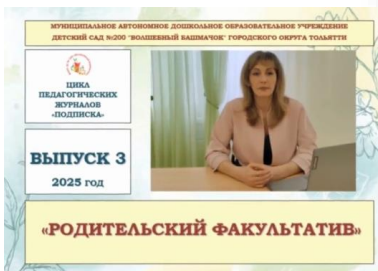 МУНИЦИПАЛЬНОЕ АВТОНОМНОЕ ДОШКОЛЬНОЕ ОБРАЗОВАТЕЛЬНОЕ УЧРЕЖДЕНИЕ
ДЕТСКИЙ САД №200 "ВОЛШЕБНЫЙ БАШМАЧОК" ГОРОДСКОГО ОКРУГА ТОЛЬЯТТИ
ЦИКЛ
ПЕДАГОГИЧЕСКИХ
ЖУРНАЛОВ
«ПОДПИСКА»
ВЫПУСК 3
2025 год
«РОДИТЕЛЬСКИЙ ФАКУЛЬТАТИВ»